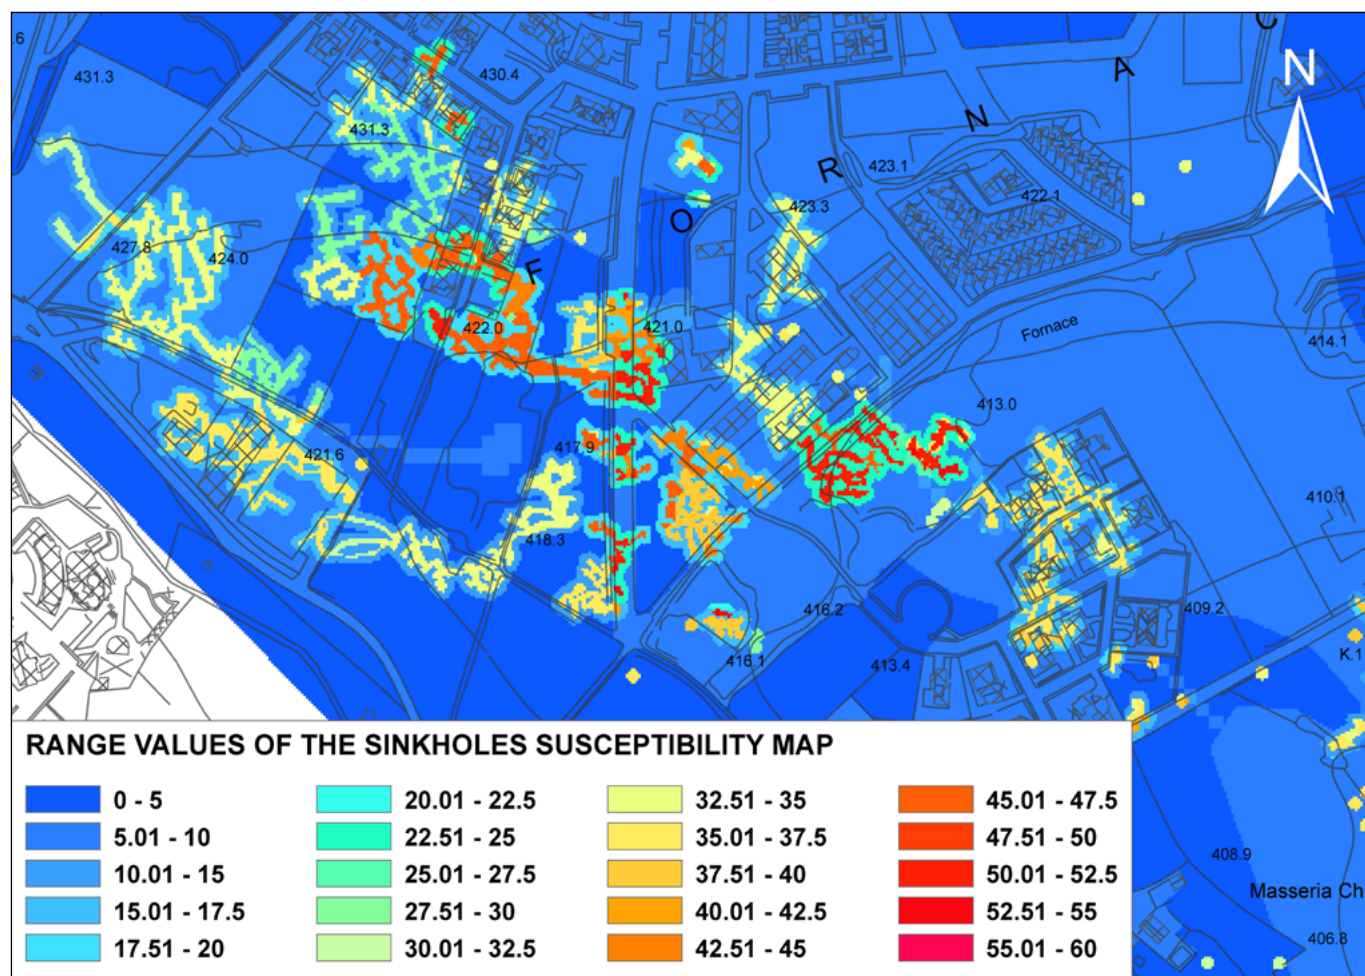 C
.6
A
N
431.3
430.4
N
431.3
R
423.1
422.1
423.3
O
427.8
424.0
F
422.0
421.0
Fornace
414.1
413.0
417.9
421.6
410.1
418.3
416.2
409.2
416.1
413.4
K.1
RANGE VALUES OF THE SINKHOLES SUSCEPTIBILITY MAP
0 - 5
5.01 - 10
10.01 - 15
15.01 - 17.5
17.51 - 20
20.01 - 22.5
22.51 - 25
25.01 - 27.5
27.51 - 30
30.01 - 32.5
32.51 - 35
35.01 - 37.5
37.51 - 40
40.01 - 42.5
42.51 - 45
45.01 - 47.5
47.51 - 50
50.01 - 52.5
52.51 - 55
55.01 - 60
408.9
Masseria Ch
406.8